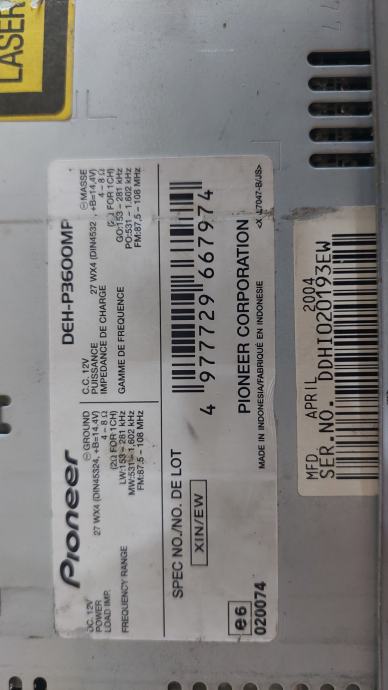 LASER
Pioneer
DEH-P3600MP
DC. 12V ⊖GROUND
POWER 27 WX4 (DIN45324, +B=14,4V)
LOAD IMP. 4–8 Ω
(2Ω FOR 1CH)
FREQUENCY RANGE LW:153–281 kHz
MW:531–1,602 kHz
FM:87,5–108 MHz
C.C. 12V ⊖MASSE
PUISSANCE 27 WX4 (DIN4532 , +B=14,4V)
IMPEDANCE DE CHARGE 4–8 Ω
(2Ω FOR 1CH)
GAMME DE FREQUENCE GO:153–281 kHz
PO:531–1,602 kHz
FM:87,5–108 MHz
SPEC NO./NO. DE LOT
XIN/EW
4 977729 667974
PIONEER CORPORATION
e6
020074
MADE IN INDONESIA/FABRIQUÉ EN INDONESIE
MFD. APRIL 2004
SER.NO. DDHI020193EW